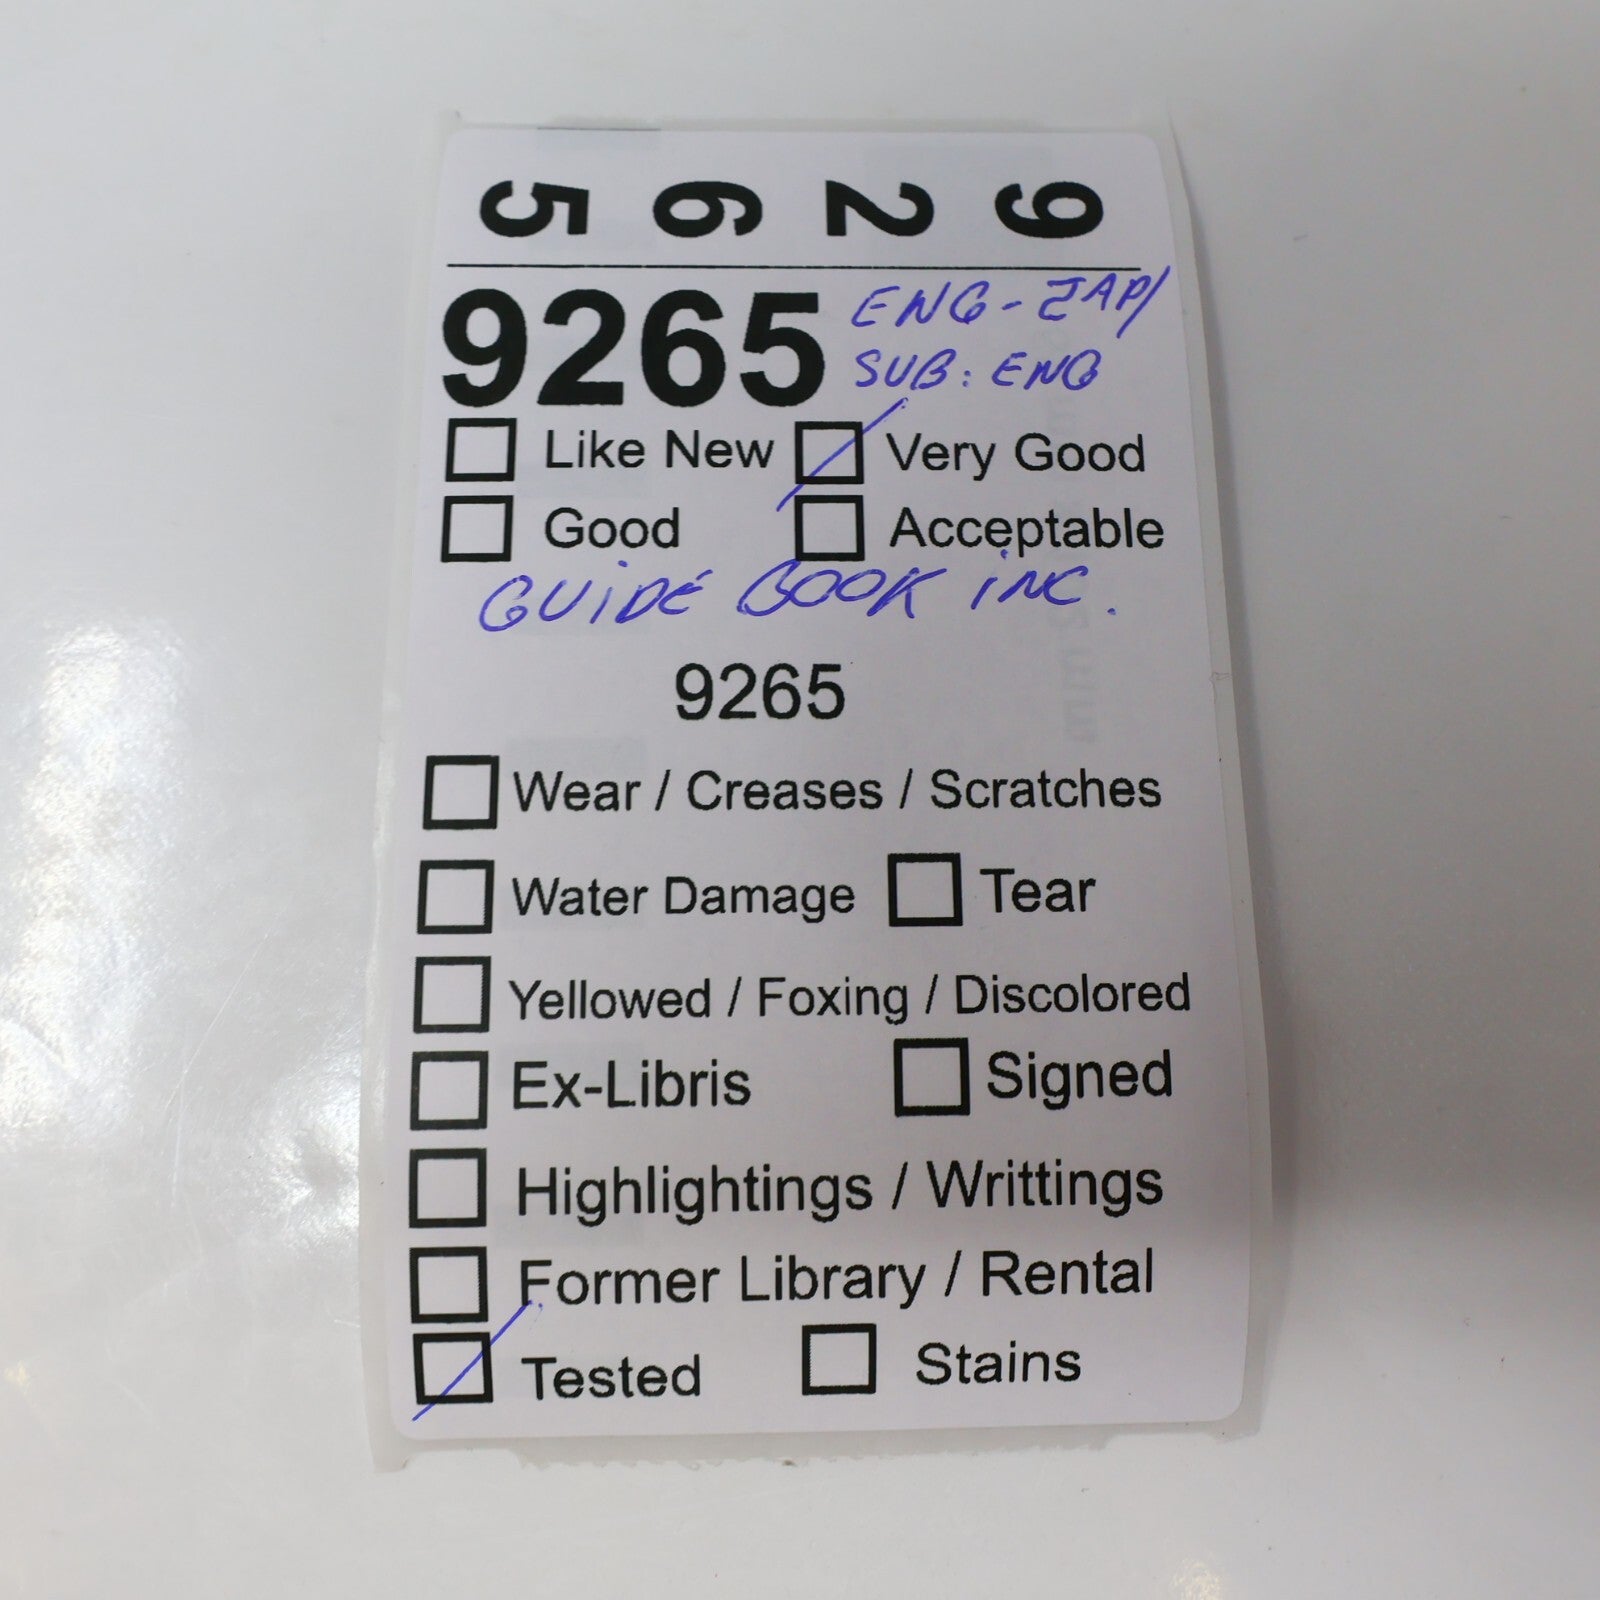 5 6 2 9
9265 ENG-JAP/
SUB: ENG
Like New Very Good
Good Acceptable
GUIDE BOOK INC.
9265
Wear / Creases / Scratches
Water Damage Tear
Yellowed / Foxing / Discolored
Ex-Libris Signed
Highlightings / Writtings
Former Library / Rental
Tested Stains